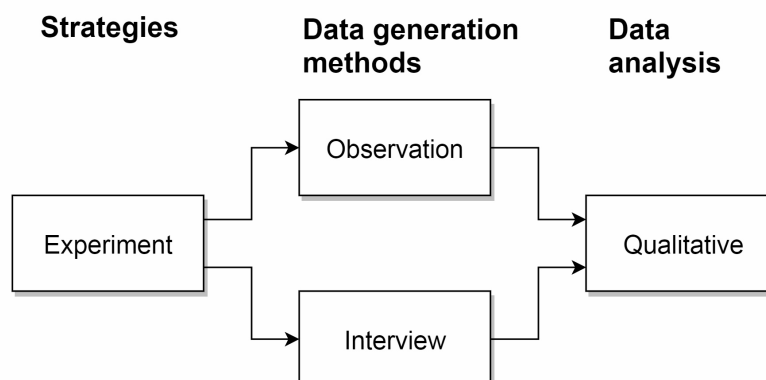 Strategies
Data generation
methods
Data
analysis
Observation
Experiment
Qualitative
Interview